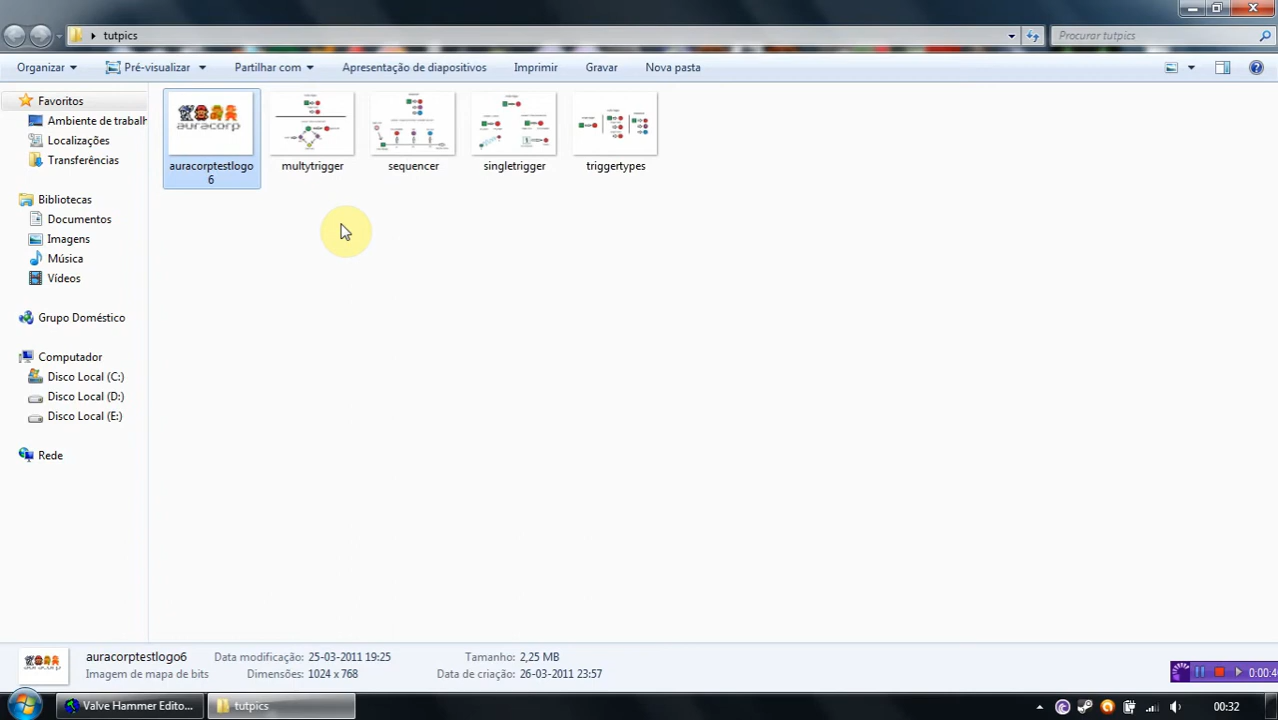 tutpics
Procurar tutpics
Organizar
Pré-visualizar
Partilhar com
Apresentação de diapositivos
Imprimir
Gravar
Nova pasta
Favoritos
Ambiente de trabalh
Localizações
Transferências
Bibliotecas
Documentos
Imagens
Música
Vídeos
Grupo Doméstico
Computador
Disco Local (C:)
Disco Local (D:)
Disco Local (E:)
Rede
auracorp
auracorptestlogo
6
multytrigger
sequencer
singletrigger
triggertypes
auracorptestlogo6
Imagem de mapa de bits
Data modificação: 25-03-2011 19:25
Dimensões: 1024 x 768
Tamanho: 2,25 MB
Data de criação: 26-03-2011 23:57
0:00:4
Valve Hammer Edito...
tutpics
00:32